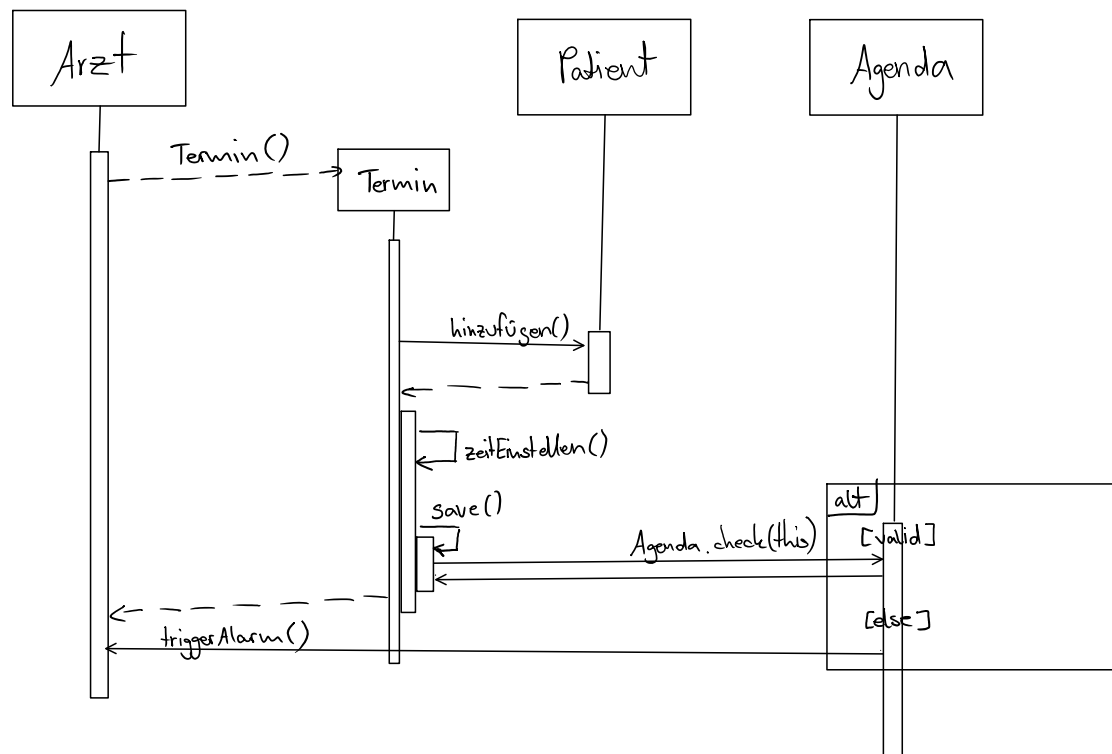 Arzt
Patient
Agenda
Termin()
Termin
hinzufügen()
zeitEinstellen()
alt
save()
[valid]
Agenda.check(this)
[else]
triggerAlarm()